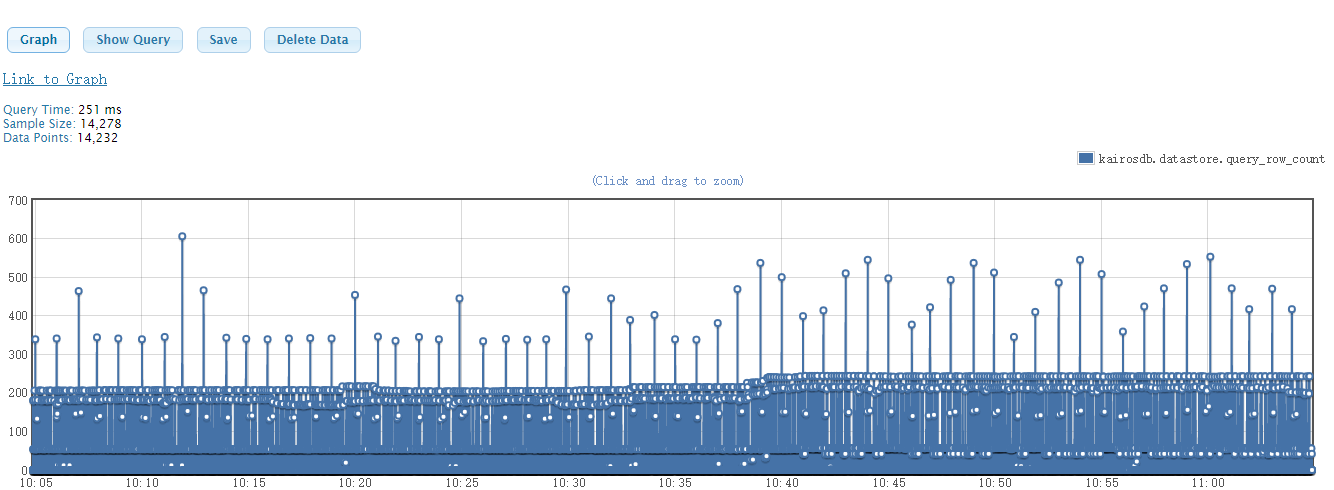 Graph Show Query Save Delete Data
Link to Graph
Query Time: 251 ms
Sample Size: 14,278
Data Points: 14,232
kairosdb.datastore.query_row_count
(Click and drag to zoom)
700
600
500
400
300
200
100
0
10:05 10:10 10:15 10:20 10:25 10:30 10:35 10:40 10:45 10:50 10:55 11:00